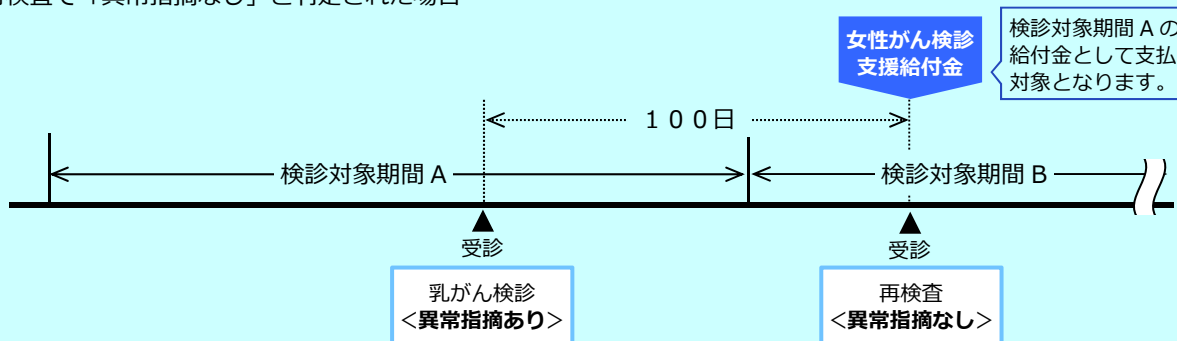 再検査で「異常指摘なし」と判定された場合
女性がん検診
支援給付金
検診対象期間 A の
給付金として支払
対象となります。
１００日
検診対象期間 A
検診対象期間 B
受診
受診
乳がん検診
＜異常指摘あり＞
再検査
＜異常指摘なし＞